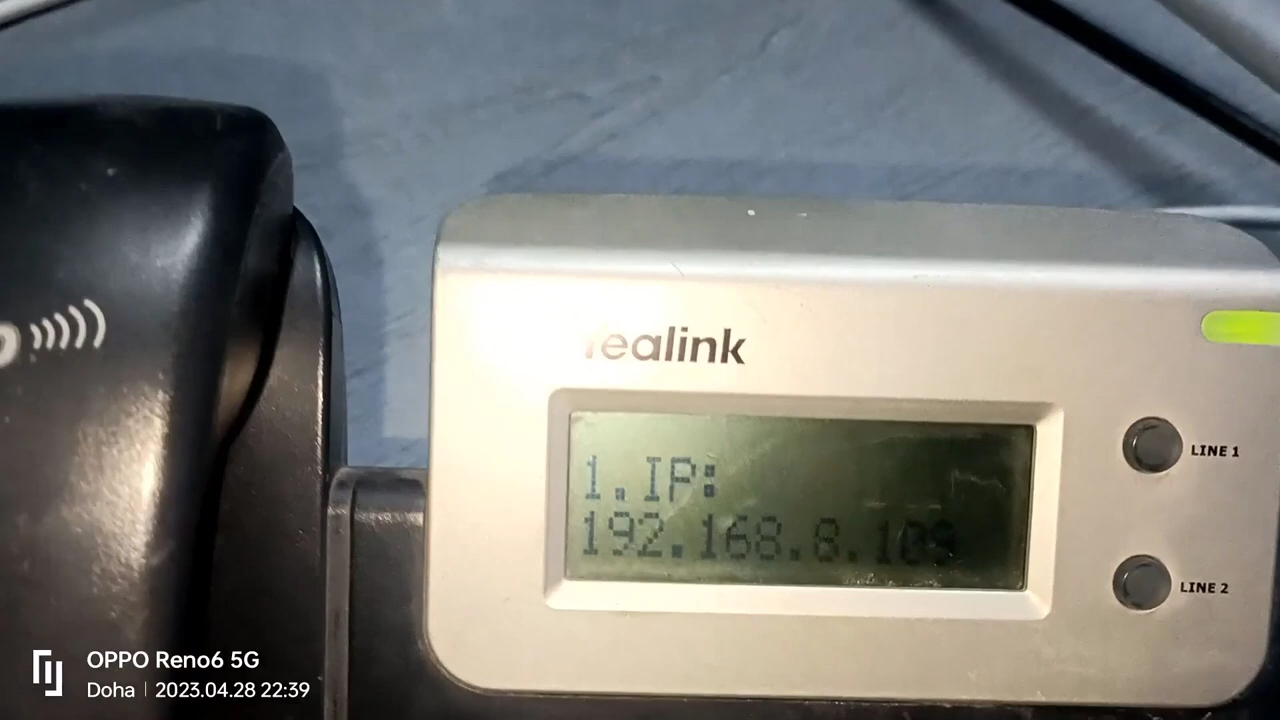 Yealink
1.IP:
192.168.8.109
LINE 1
LINE 2
OPPO Reno6 5G
Doha | 2023.04.28 22:39